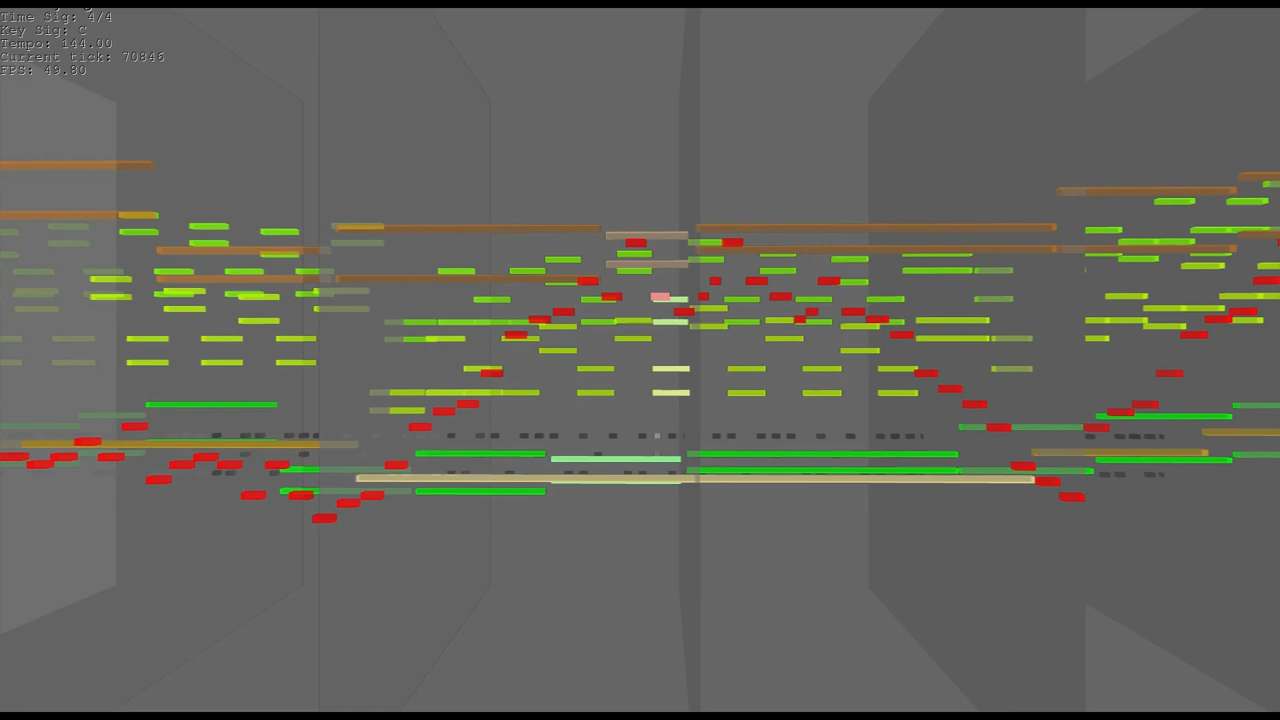 Time Sig: 4/4
Key Sig: C
Tempo: 144.00
Current tick: 70846
FPS: 49.80